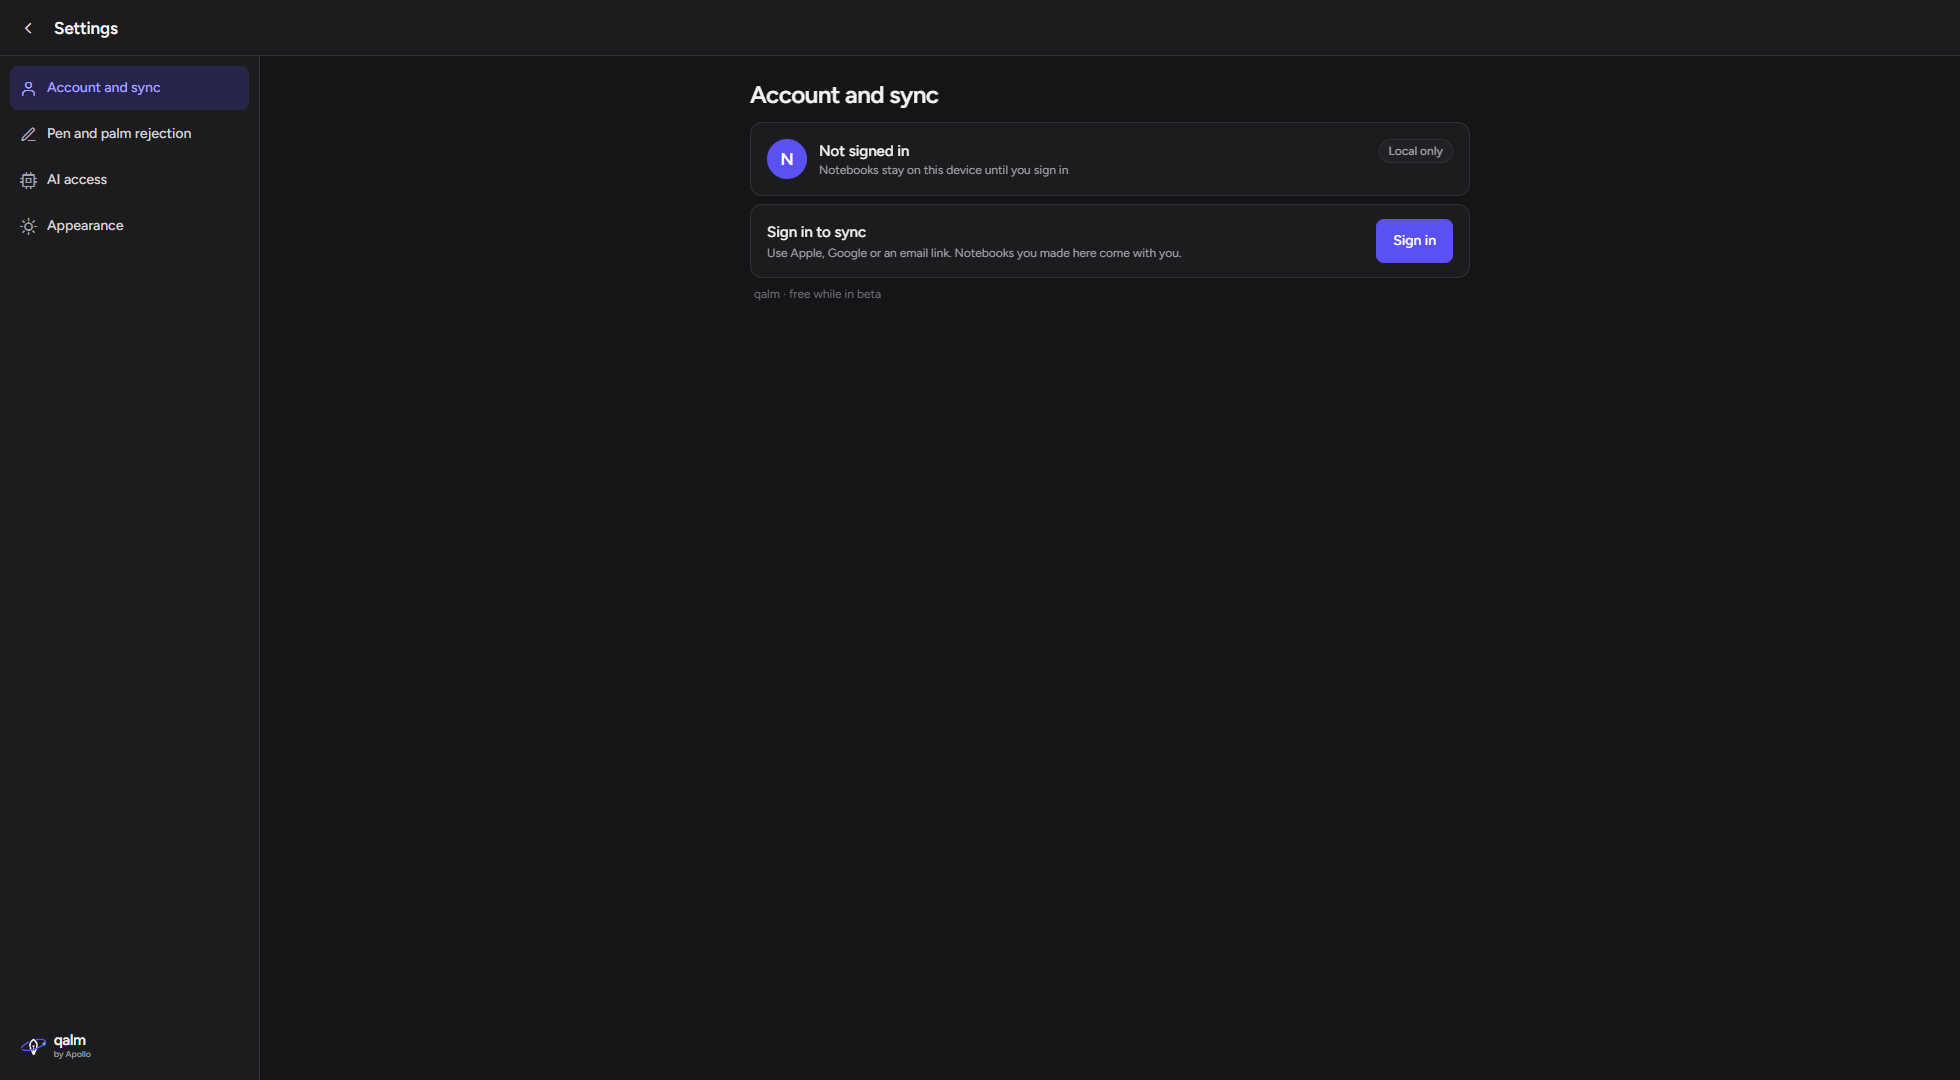 Settings
Account and sync
Pen and palm rejection
AI access
Appearance
Account and sync
N
Not signed in
Notebooks stay on this device until you sign in
Local only
Sign in to sync
Use Apple, Google or an email link. Notebooks you made here come with you.
Sign in
qalm · free while in beta
qalm
by Apollo